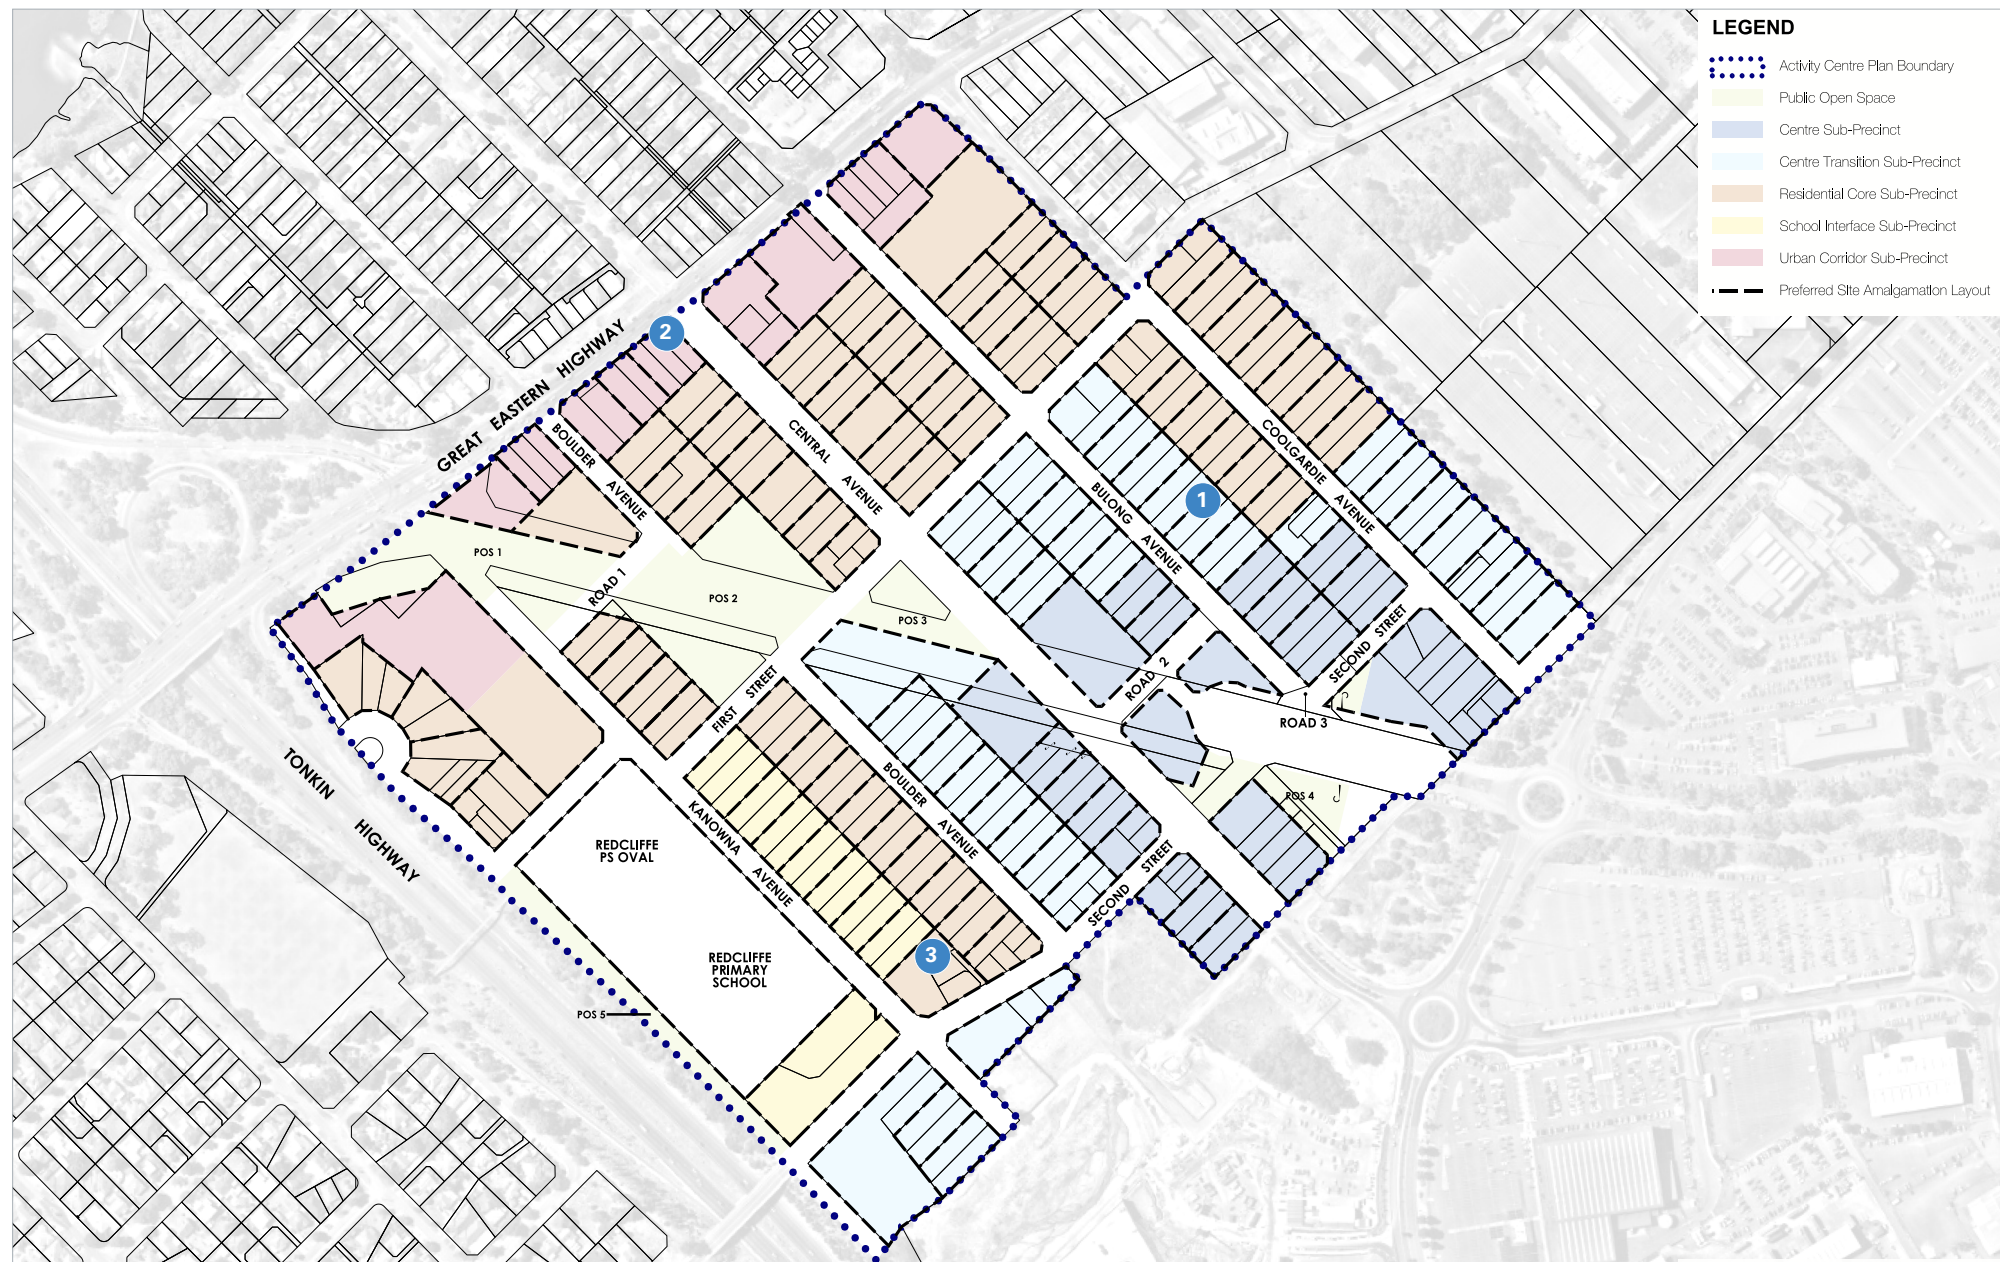 LEGEND
Activity Centre Plan Boundary
Public Open Space
Centre Sub-Precinct
Centre Transition Sub-Precinct
Residential Core Sub-Precinct
School Interface Sub-Precinct
Urban Corridor Sub-Precinct
Preferred Site Amalgamation Layout
2
GREAT EASTERN HIGHWAY
BOULDER
AVENUE
CENTRAL
AVENUE
COOLGARDIE
AVENUE
1
BULONG
AVENUE
POS 1
ROAD 1
POS 2
POS 3
SECOND STREET
ROAD 2
ROAD 3
FIRST STREET
TONKIN
HIGHWAY
POS 4
BOULDER
AVENUE
KANOWNA
AVENUE
REDCLIFFE
PS OVAL
SECOND STREET
3
REDCLIFFE
PRIMARY
SCHOOL
POS 5